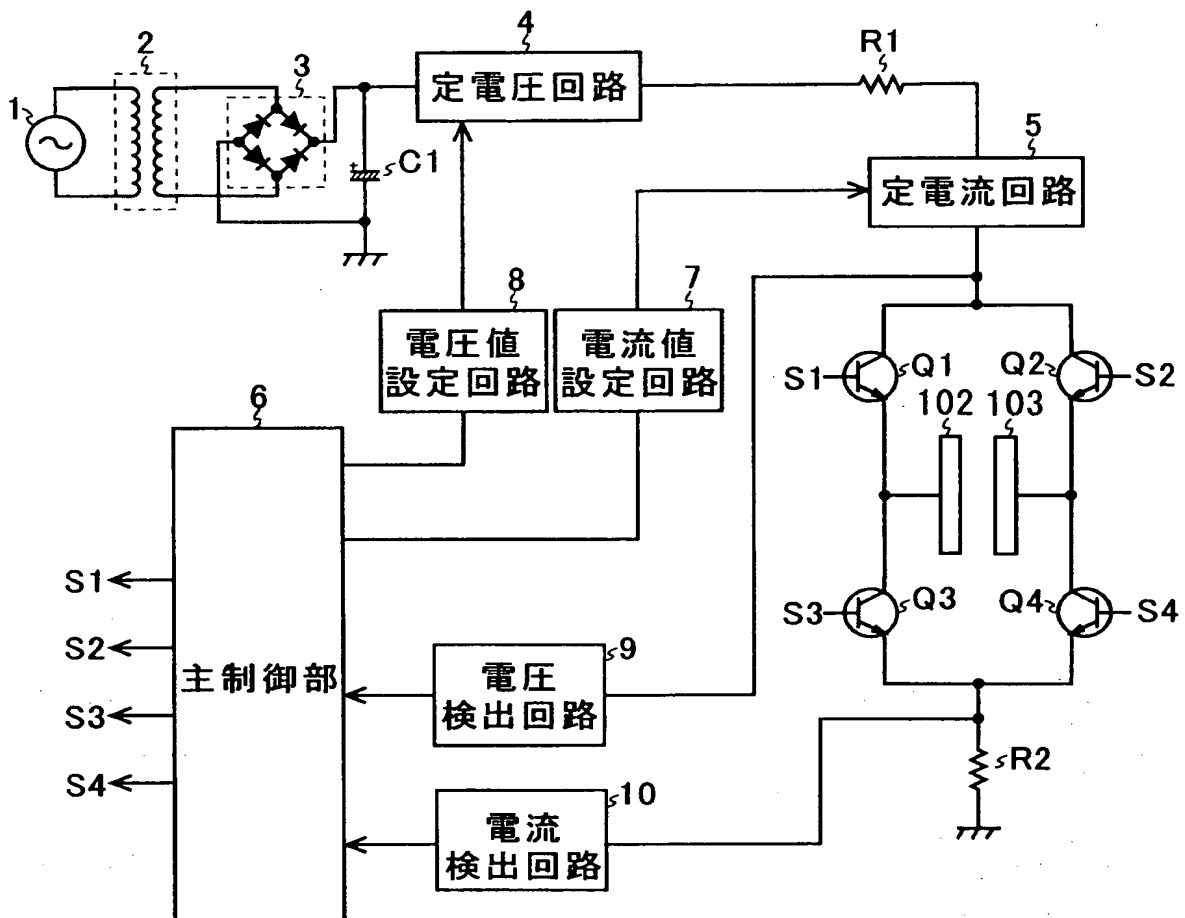 1
2
3
4
定電圧回路
R1
C1
5
定電流回路
8
電圧値
設定回路
7
電流値
設定回路
S1
Q1
Q2
S2
102
103
6
主制御部
S1
S2
S3
S4
S3
Q3
Q4
S4
9
電圧
検出回路
10
電流
検出回路
R2